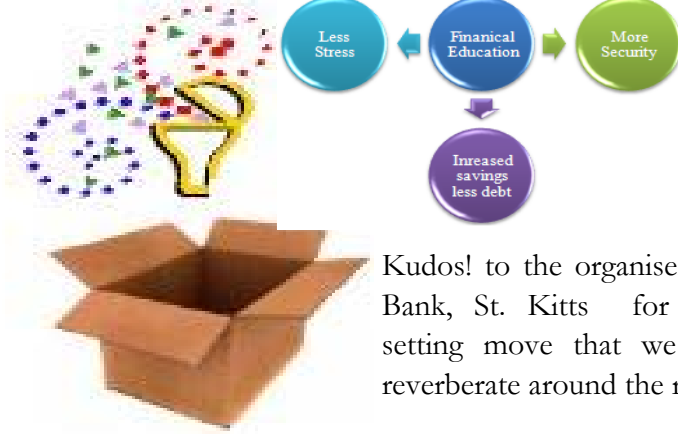 Less
Stress
Finanical
Education
More
Security
Inreased
savings
less debt
Kudos! to the organise
Bank, St. Kitts for
setting move that we
reverberate around the